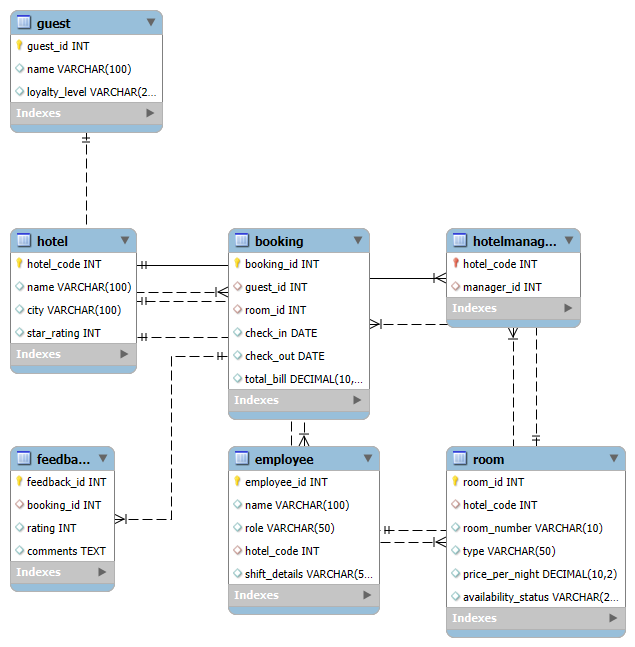 guest
guest_id INT
name VARCHAR(100)
loyalty_level VARCHAR(2...
Indexes
hotel
hotel_code INT
name VARCHAR(100)
city VARCHAR(100)
star_rating INT
Indexes
booking
booking_id INT
guest_id INT
room_id INT
check_in DATE
check_out DATE
total_bill DECIMAL(10,...
Indexes
hotelmanag...
hotel_code INT
manager_id INT
Indexes
feedba...
feedback_id INT
booking_id INT
rating INT
comments TEXT
Indexes
employee
employee_id INT
name VARCHAR(100)
role VARCHAR(50)
hotel_code INT
shift_details VARCHAR(5...
Indexes
room
room_id INT
hotel_code INT
room_number VARCHAR(10)
type VARCHAR(50)
price_per_night DECIMAL(10,2)
availability_status VARCHAR(2...
Indexes